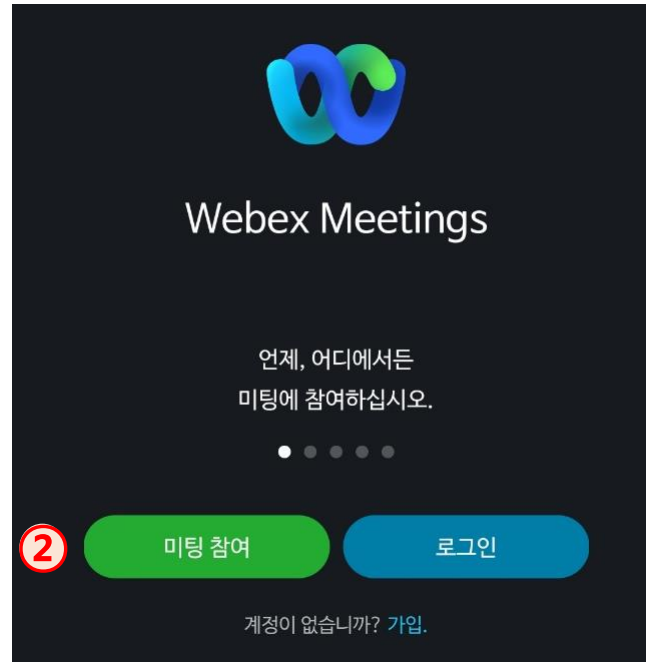 Webex Meetings
언제, 어디에서든
미팅에 참여하십시오.
② 미팅 참여 로그인
계정이 없습니까? 가입.